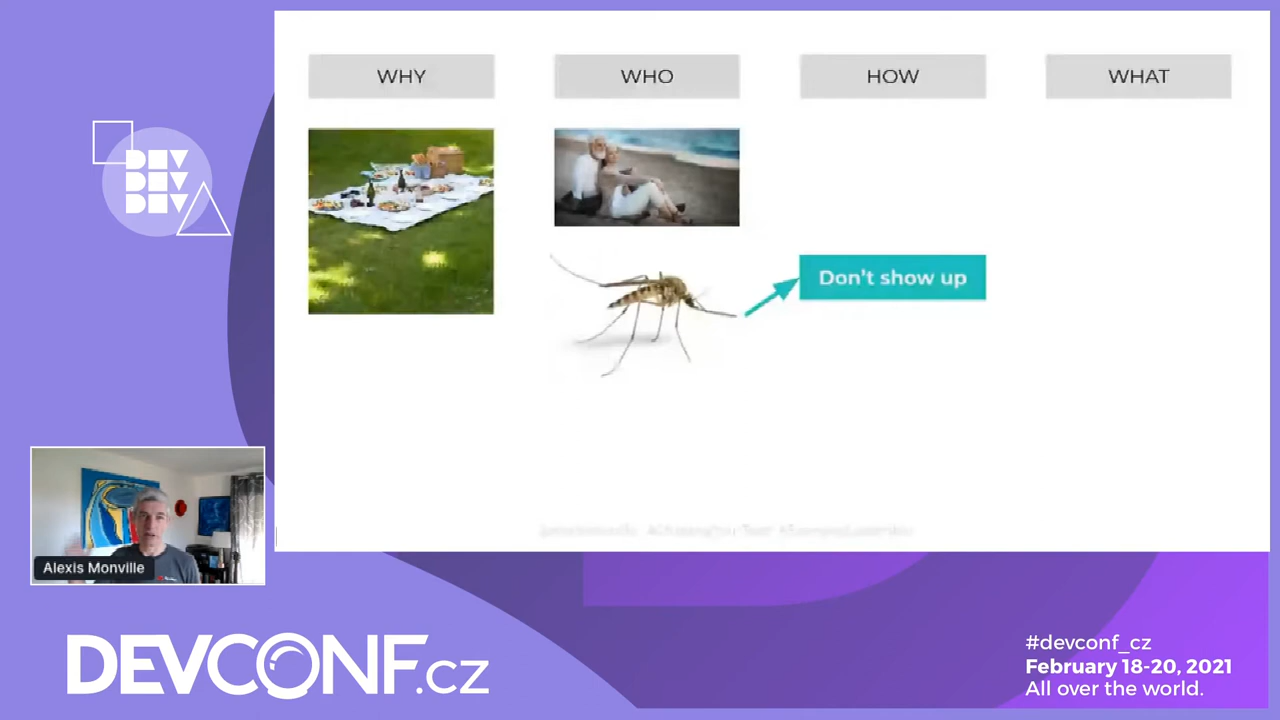 WHY
WHO
HOW
WHAT
DEV
DEV
DEV
Don't show up
Alexis Monville
DEVCONF.cz
#devconf_cz
February 18-20, 2021
All over the world.